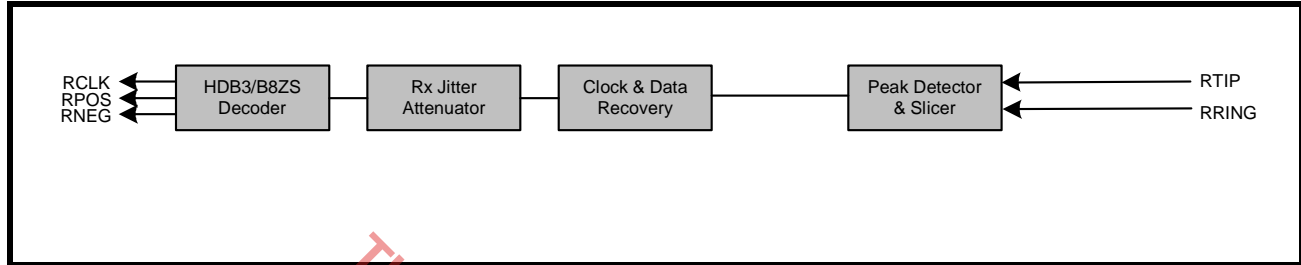 RCLK
RPOS
RNEG
HDB3/B8ZS
Decoder
Rx Jitter
Attenuator
Clock & Data
Recovery
Peak Detector
& Slicer
RTIP
RRING